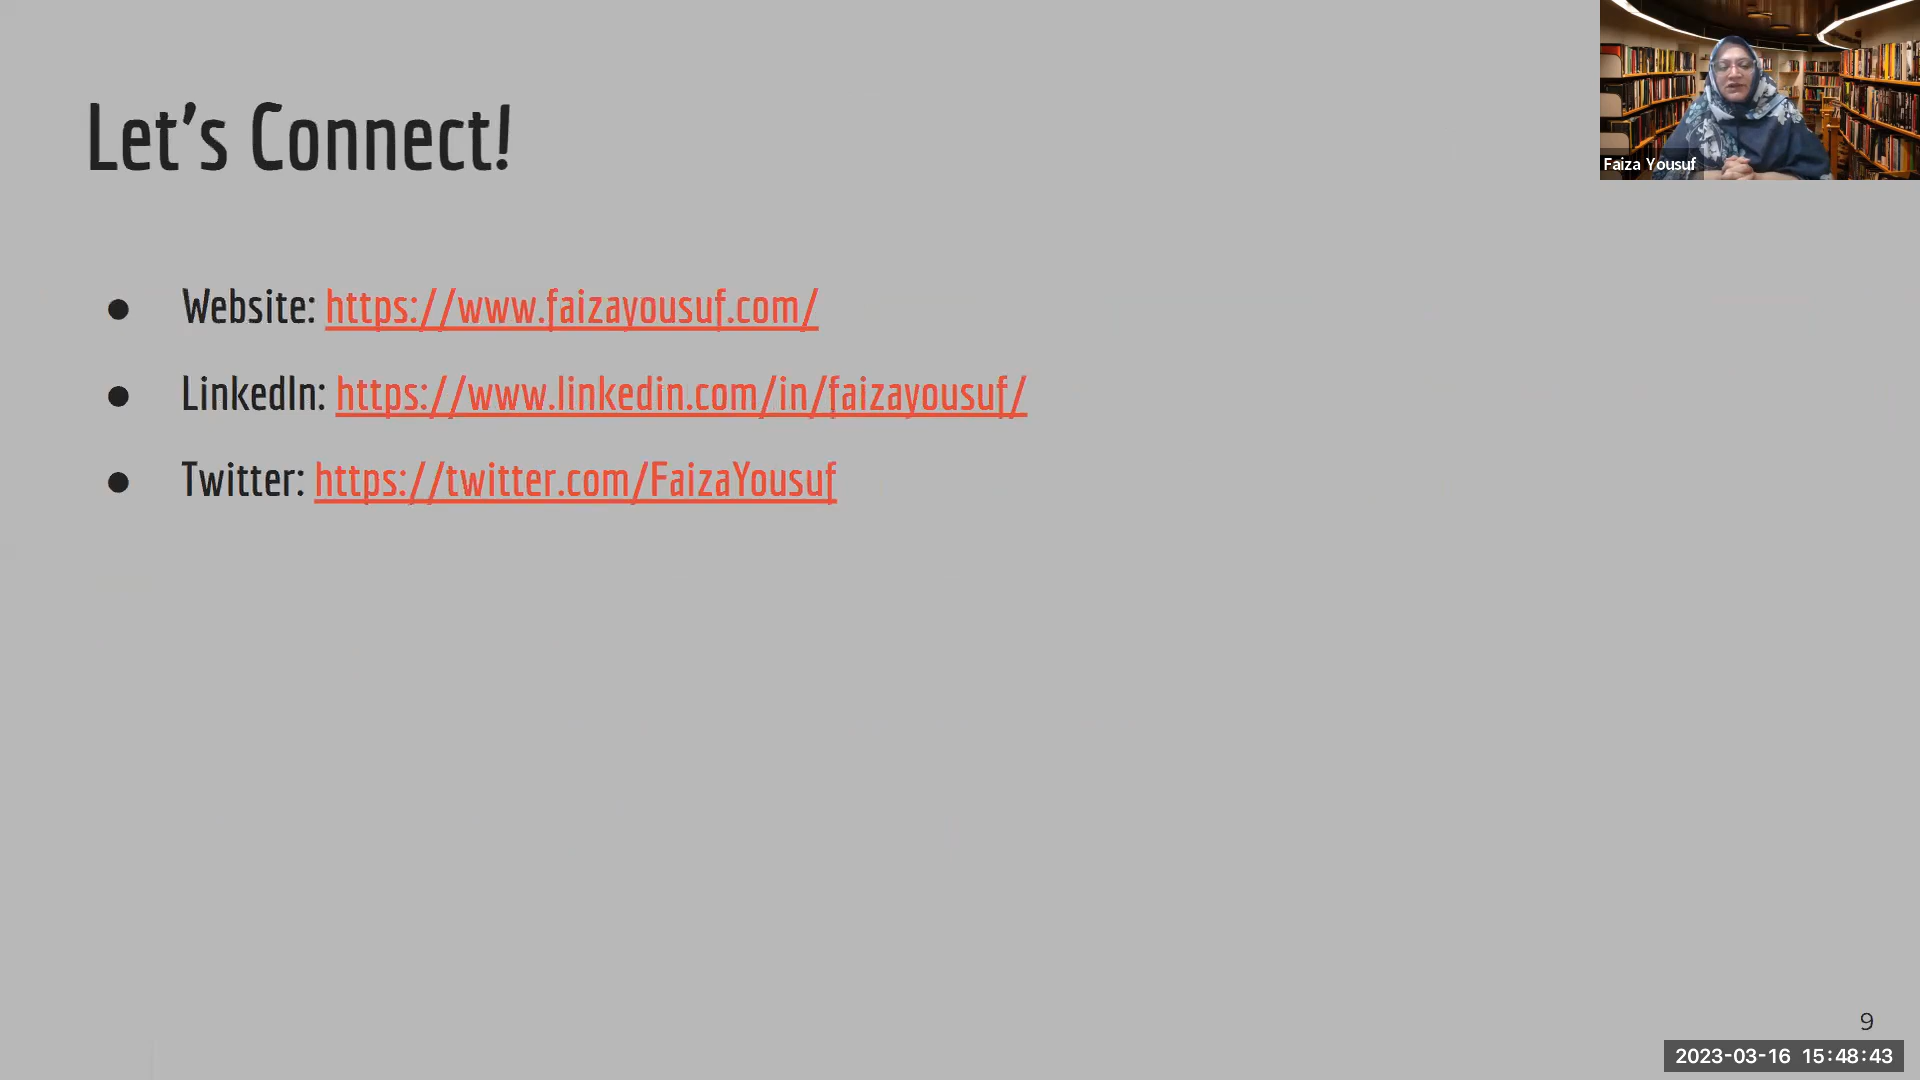 Let's Connect!
Faiza Yousuf
● Website: https://www.faizayousuf.com/
● LinkedIn: https://www.linkedin.com/in/faizayousuf/
● Twitter: https://twitter.com/FaizaYousuf
9
2023-03-16 15:48:43